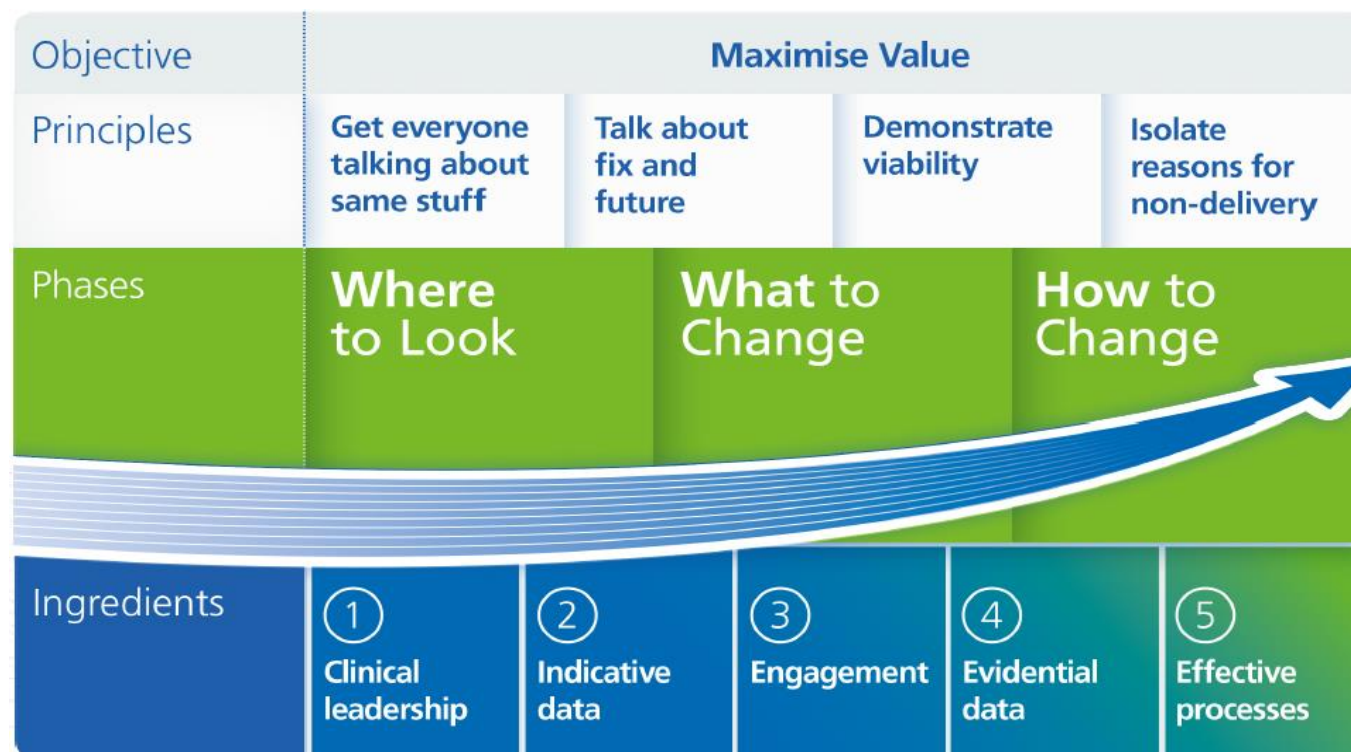 Objective
Maximise Value
Principles
Get everyone
talking about
same stuff
Talk about
fix and
future
Demonstrate
viability
Isolate
reasons for
non-delivery
Phases
Where
to Look
What to
Change
How to
Change
Ingredients
1
Clinical
leadership
2
Indicative
data
3
Engagement
4
Evidential
data
5
Effective
processes